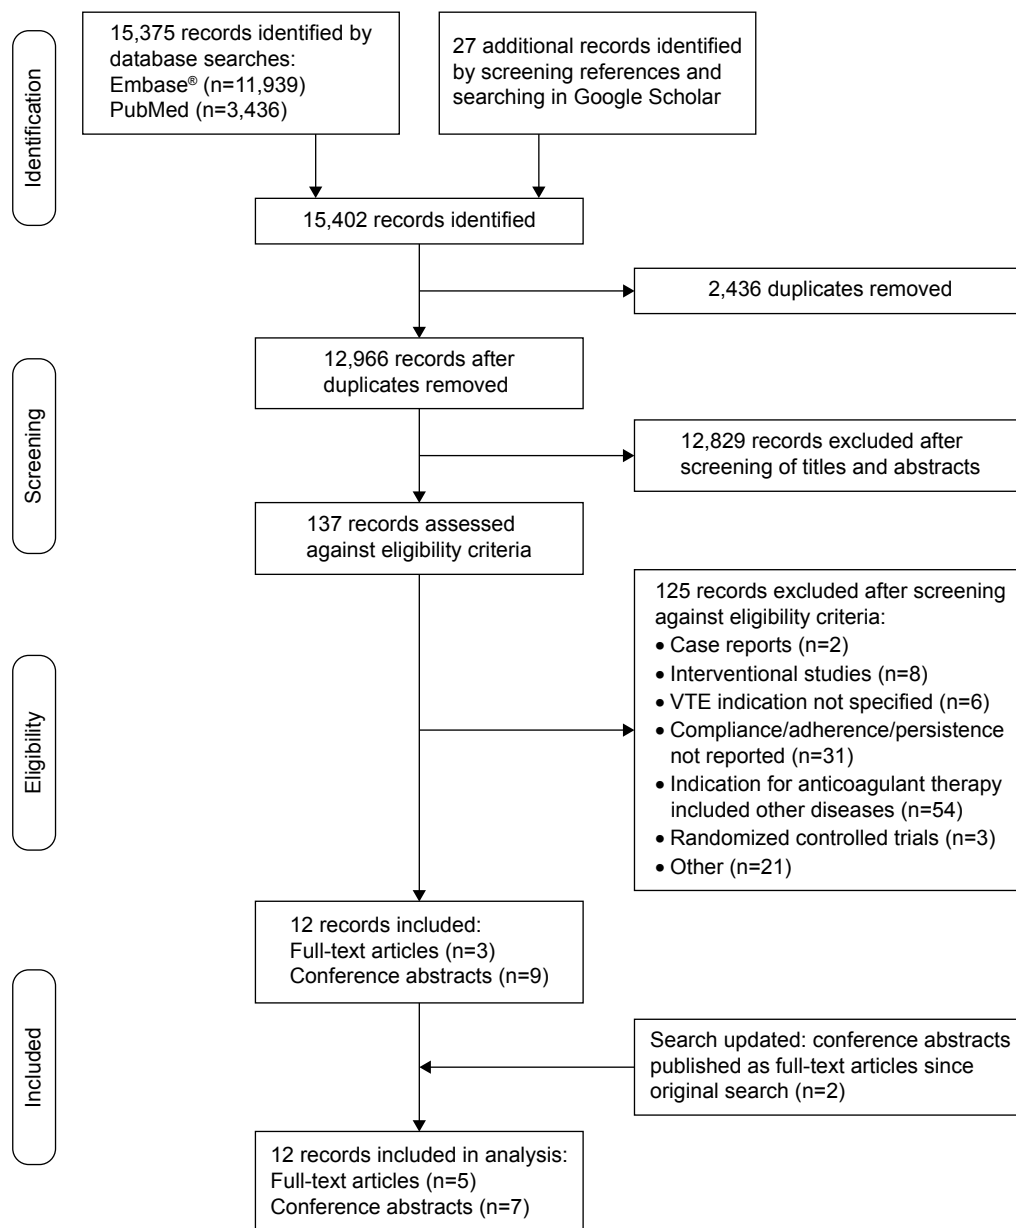 Identification
15,375 records identified by
database searches:
Embase® (n=11,939)
PubMed (n=3,436)
27 additional records identified
by screening references and
searching in Google Scholar
15,402 records identified
2,436 duplicates removed
Screening
12,966 records after
duplicates removed
12,829 records excluded after
screening of titles and abstracts
137 records assessed
against eligibility criteria
Eligibility
125 records excluded after screening
against eligibility criteria:
• Case reports (n=2)
• Interventional studies (n=8)
• VTE indication not specified (n=6)
• Compliance/adherence/persistence
not reported (n=31)
• Indication for anticoagulant therapy
included other diseases (n=54)
• Randomized controlled trials (n=3)
• Other (n=21)
12 records included:
Full-text articles (n=3)
Conference abstracts (n=9)
Included
Search updated: conference abstracts
published as full-text articles since
original search (n=2)
12 records included in analysis:
Full-text articles (n=5)
Conference abstracts (n=7)